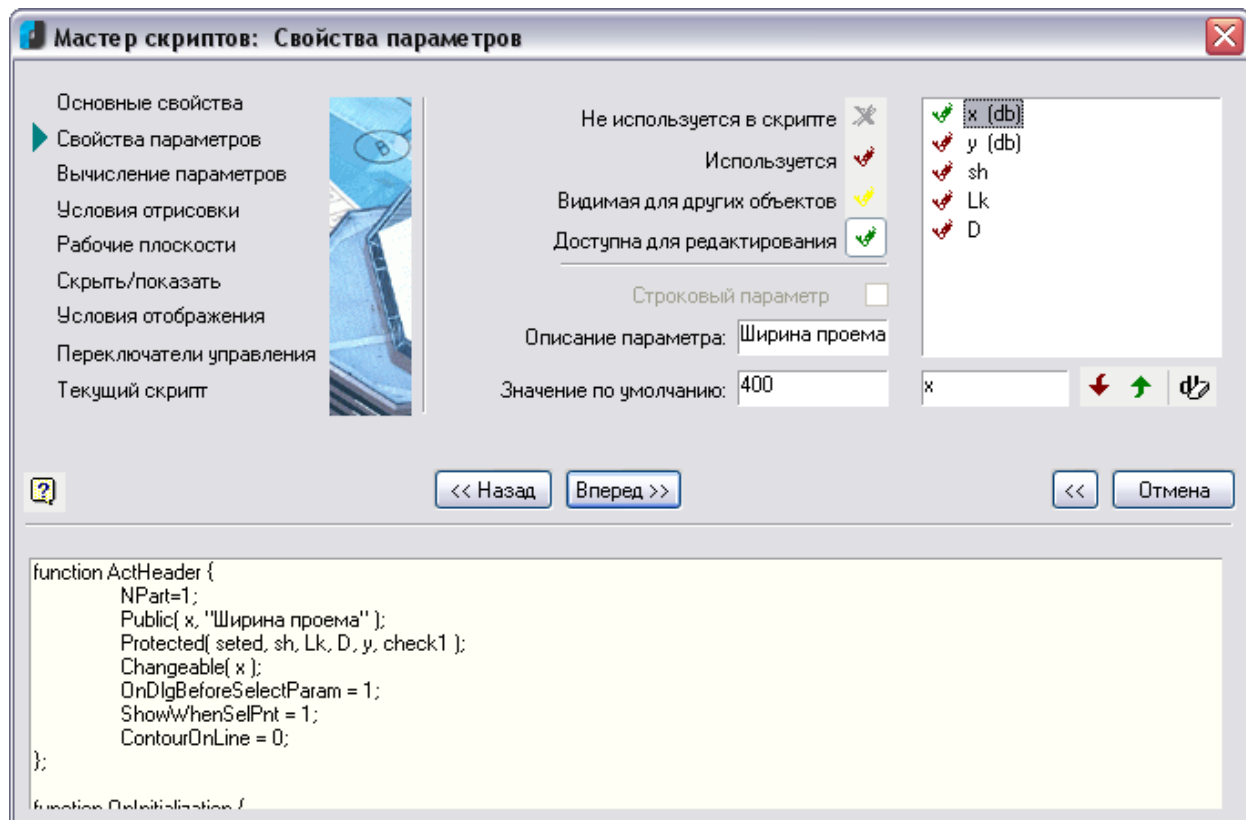 Мастер скриптов: Свойства параметров
Основные свойства
Свойства параметров
Вычисление параметров
Условия отрисовки
Рабочие плоскости
Скрыть/показать
Условия отображения
Переключатели управления
Текущий скрипт
B
Не используется в скрипте
Используется
Видимая для других объектов
Доступна для редактирования
Строковый параметр
Описание параметра: Ширина проема
Значение по умолчанию: 400
x (db)
y (db)
sh
Lk
D
x
<< Назад
Вперед >>
<<
Отмена
function ActHeader {
NPart=1;
Public( x, "Ширина проема" );
Protected( seted, sh, Lk, D, y, check1 );
Changeable( x );
OnDlgBeforeSelectParam = 1;
ShowWhenSelPnt = 1;
ContourOnLine = 0;
};
function OnInitialization {